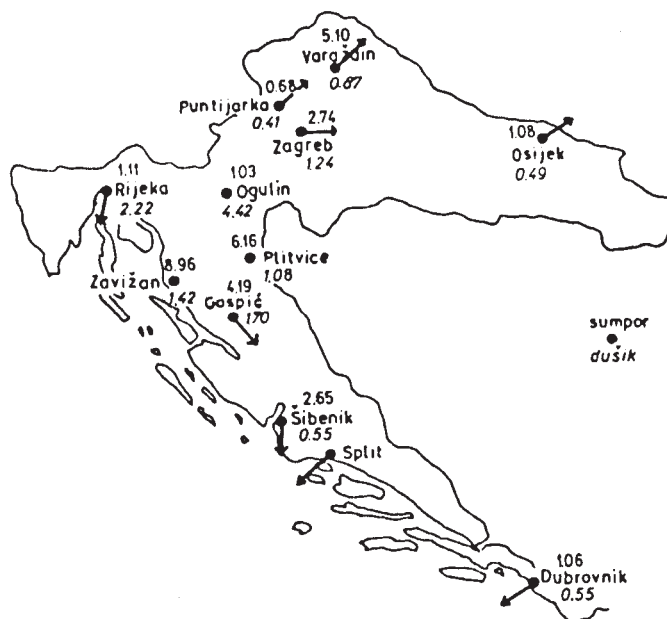 5.10
Varaždin
0.87
0.68
Puntijarka
0.41
2.74
Zagreb
1.24
1.08
Osijek
0.49
1.11
Rijeka
2.22
1.03
Ogulin
4.42
6.16
Plitvice
1,08
8.96
Zavižan
1.42
4.19
Gospić
1.70
sumpor
dušik
2.65
Šibenik
0.55
Split
1.06
Dubrovnik
0.55